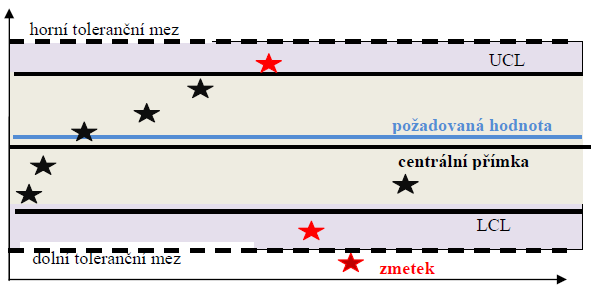 horní toleranční mez
UCL
požadovaná hodnota
centrální přímka
LCL
dolní toleranční mez
zmetek